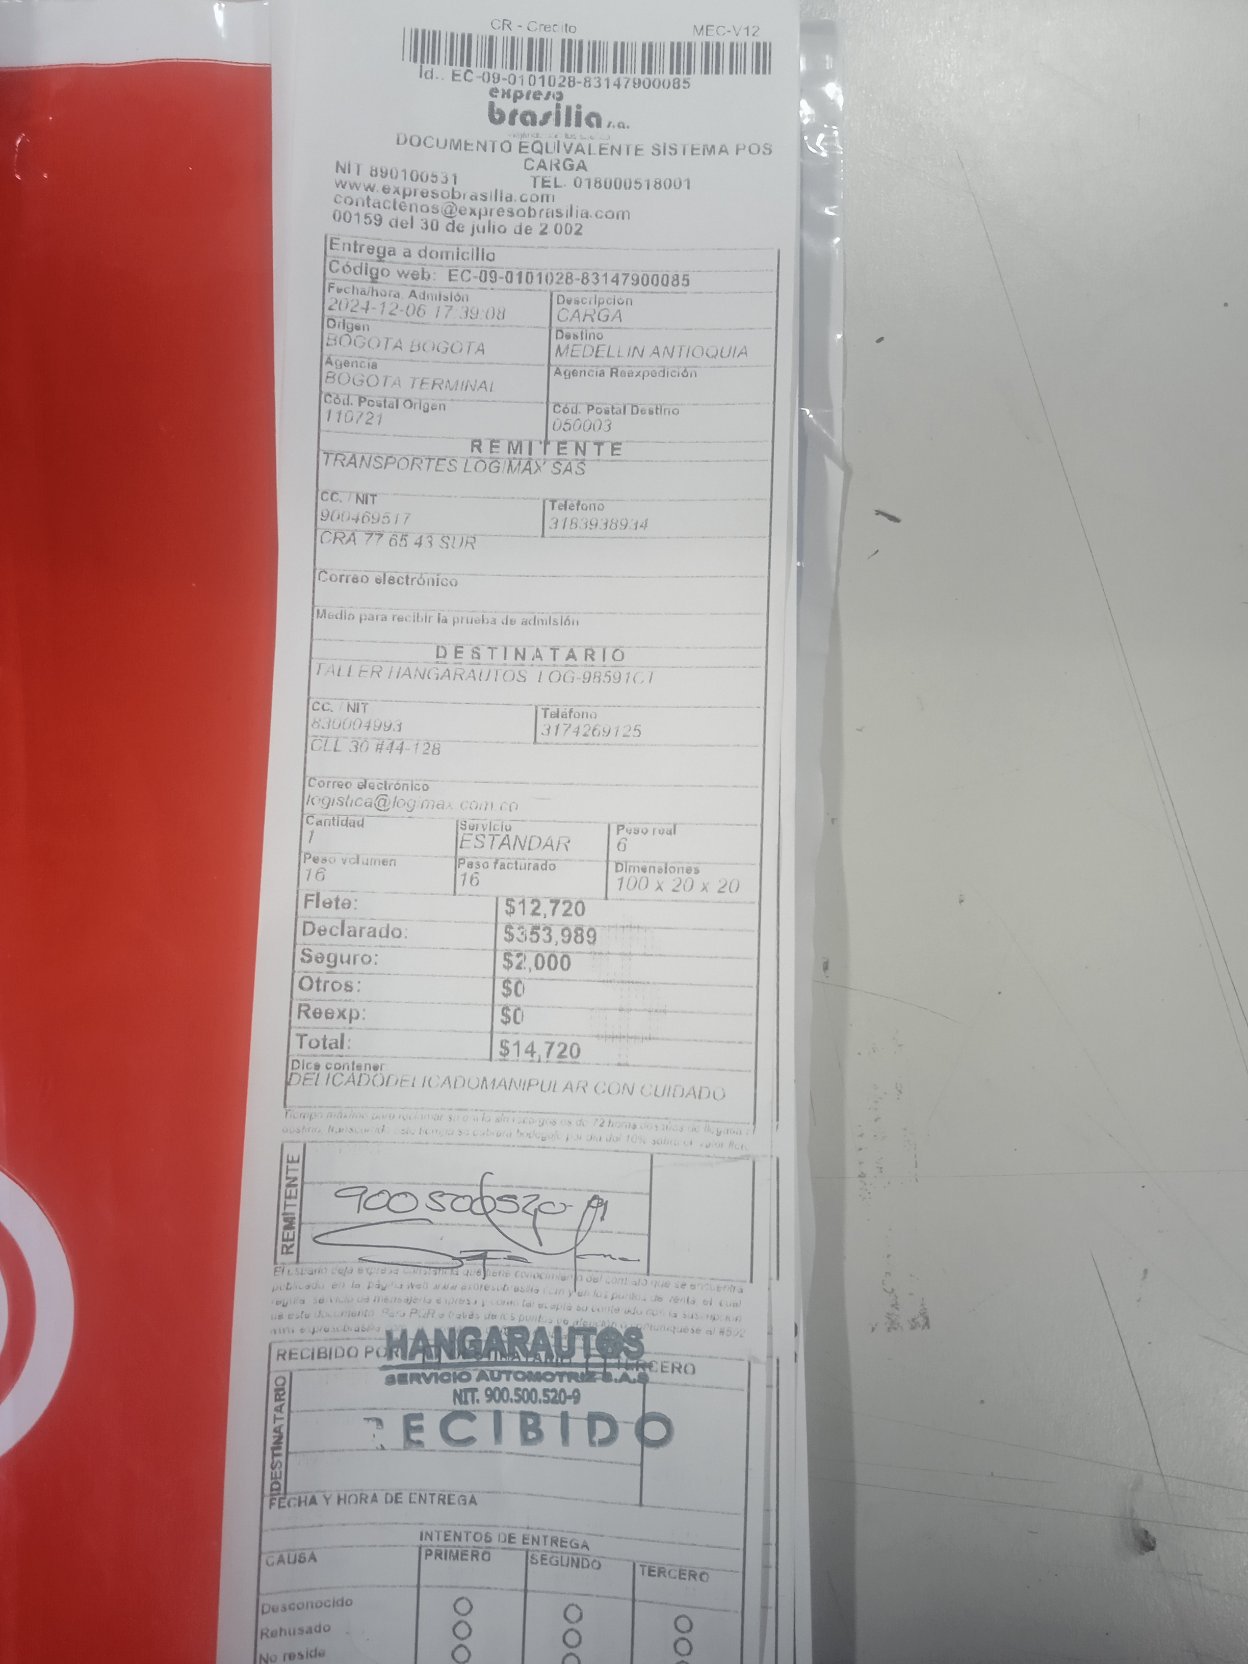 CR - Credito MEC-V12
Id.. EC-09-0101028-83147900085
expreso
brasilia s.a.
DOCUMENTO EQUIVALENTE SISTEMA POS
CARGA
NIT 890100531 TEL. 018000518001
www.expresobrasilia.com
contactenos@expresobrasilia.com
00159 del 30 de julio de 2 002
Entrega a domicilio
Código web: EC-09-0101028-83147900085
Fecha/hora. Admisión Descripcion
2024-12-06 17:39:08 CARGA
Origen Destino
BOGOTA BOGOTA MEDELLIN ANTIOQUIA
Agencia Agencia Reexpedición
BOGOTA TERMINAL
Cód. Postal Origen Cód. Postal Destino
110721 050003
REMITENTE
TRANSPORTES LOGIMAX SAS
CC. / NIT Teléfono
900469517 3183938934
CRA 77 65 43 SUR
Correo electrónico
Medio para recibir la prueba de admisión
DESTINATARIO
TALLER HANGARAUTOS LOG-98591C1
CC. / NIT Teléfono
830004993 3174269125
CLL 30 #44-128
Correo electrónico
logistica@logimax.com.co
Cantidad Servicio Peso real
1 ESTANDAR 6
Peso volumen Peso facturado Dimensiones
16 16 100 x 20 x 20
Flete: $12,720
Declarado: $353,989
Seguro: $2,000
Otros: $0
Reexp: $0
Total: $14,720
Dice contener
DELICADODELICADOMANIPULAR CON CUIDADO
REMITENTE
900500520-9
RECIBIDO POR
HANGARAUTOS
TERCERO
SERVICIO AUTOMOTRIZ S.A.S
NIT. 900.500.520-9
RECIBIDO
DESTINATARIO
FECHA Y HORA DE ENTREGA
INTENTOS DE ENTREGA
CAUSA PRIMERO SEGUNDO TERCERO
Desconocido
Rehusado
No reside